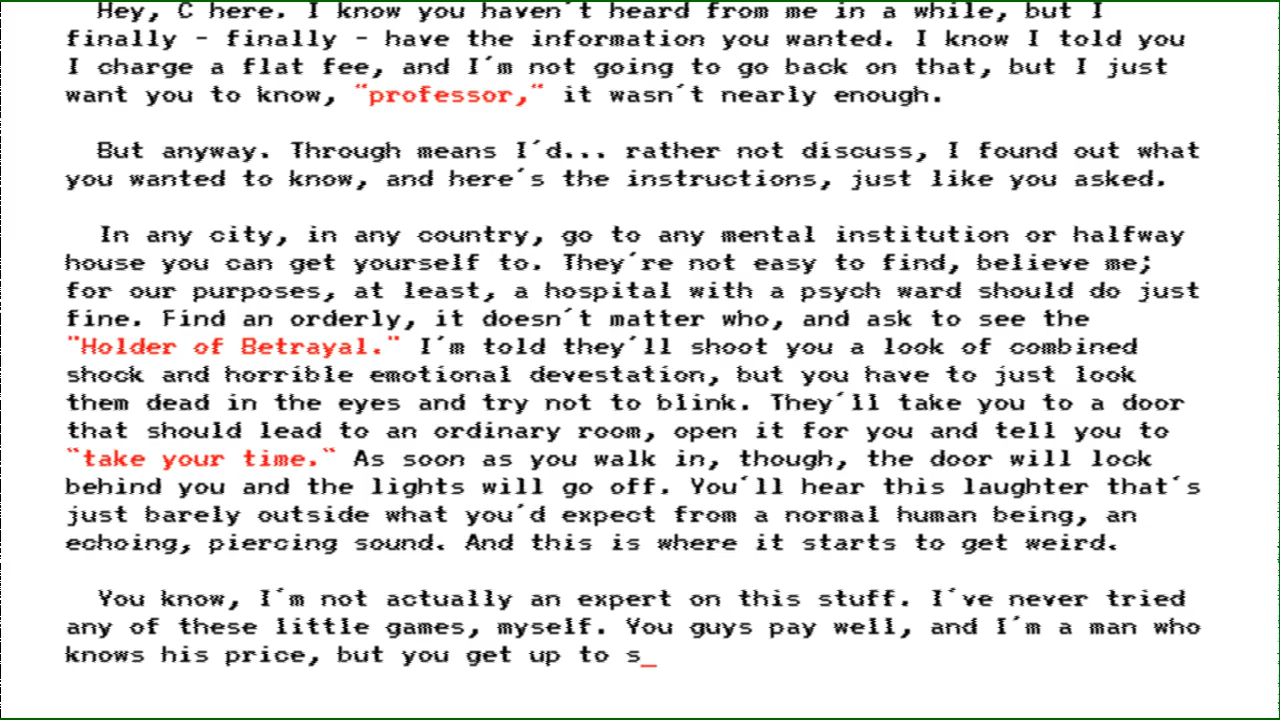 Hey, C here. I know you haven´t heard from me in a while, but I
finally - finally - have the information you wanted. I know I told you
I charge a flat fee, and I´m not going to go back on that, but I just
want you to know, "professor," it wasn´t nearly enough.
But anyway. Through means I´d... rather not discuss, I found out what
you wanted to know, and here´s the instructions, just like you asked.
In any city, in any country, go to any mental institution or halfway
house you can get yourself to. They´re not easy to find, believe me;
for our purposes, at least, a hospital with a psych ward should do just
fine. Find an orderly, it doesn´t matter who, and ask to see the
"Holder of Betrayal." I´m told they´ll shoot you a look of combined
shock and horrible emotional devestation, but you have to just look
them dead in the eyes and try not to blink. They´ll take you to a door
that should lead to an ordinary room, open it for you and tell you to
"take your time." As soon as you walk in, though, the door will lock
behind you and the lights will go off. You´ll hear this laughter that´s
just barely outside what you´d expect from a normal human being, an
echoing, piercing sound. And this is where it starts to get weird.
You know, I´m not actually an expert on this stuff. I´ve never tried
any of these little games, myself. You guys pay well, and I´m a man who
knows his price, but you get up to s_